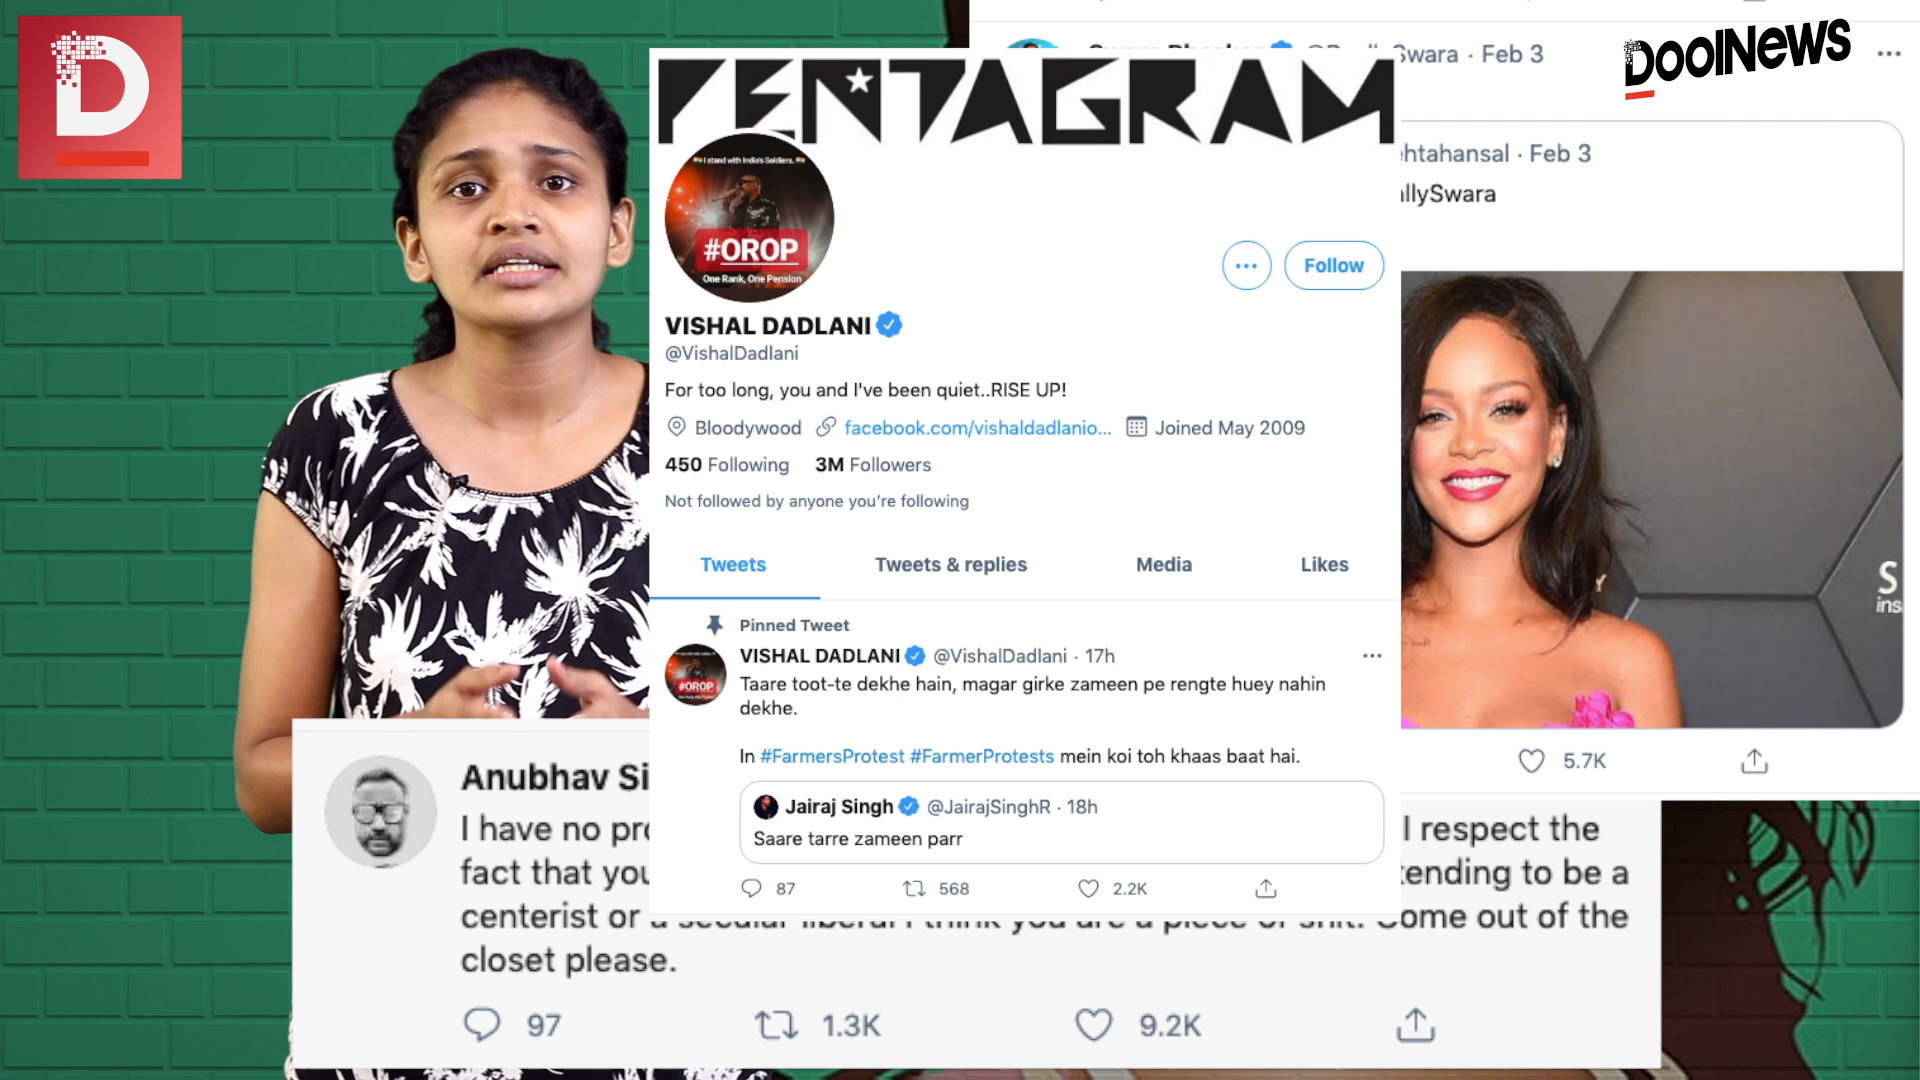 D
DoolNews
Swara · Feb 3
htahansal · Feb 3
llySwara
S
ins
5.7K
PENTAGRAM
I stand with India's Soldiers.
#OROP
One Rank, One Pension
Follow
VISHAL DADLANI
@VishalDadlani
For too long, you and I've been quiet..RISE UP!
Bloodywood facebook.com/vishaldadlanio... Joined May 2009
450 Following 3M Followers
Not followed by anyone you're following
Tweets Tweets & replies Media Likes
Pinned Tweet
VISHAL DADLANI @VishalDadlani · 17h
#OROP
Taare toot-te dekhe hain, magar girke zameen pe rengte huey nahin
dekhe.
In #FarmersProtest #FarmerProtests mein koi toh khaas baat hai.
Jairaj Singh @JairajSinghR · 18h
Saare tarre zameen parr
87 568 2.2K
Anubhav Si
I have no pro I respect the
fact that you tending to be a
centerist or a secular liberal I think you are a piece of shit. Come out of the
closet please.
97 1.3K 9.2K